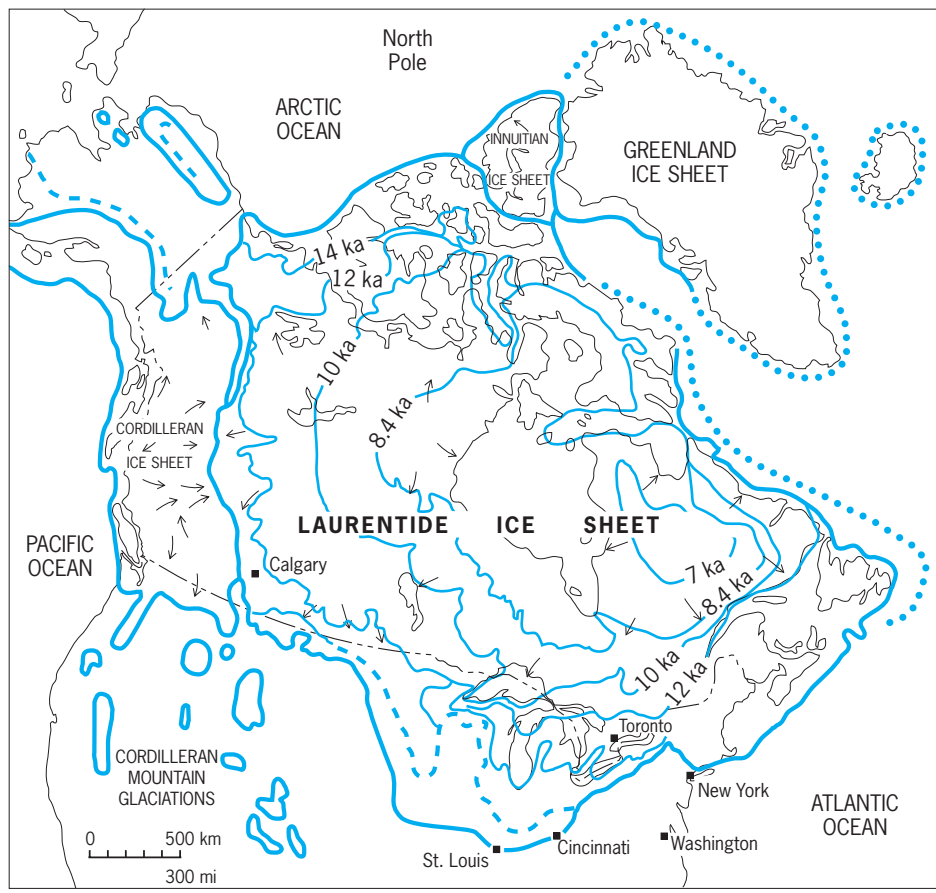 North
Pole
ARCTIC
OCEAN
INNUITIAN
ICE SHEET
GREENLAND
ICE SHEET
14 ka
12 ka
10 ka
8.4 ka
CORDILLERAN
ICE SHEET
LAURENTIDE ICE SHEET
PACIFIC
OCEAN
Calgary
7 ka
8.4 ka
10 ka
12 ka
Toronto
CORDILLERAN
MOUNTAIN
GLACIATIONS
New York
ATLANTIC
OCEAN
0 500 km
300 mi
St. Louis
Cincinnati
Washington